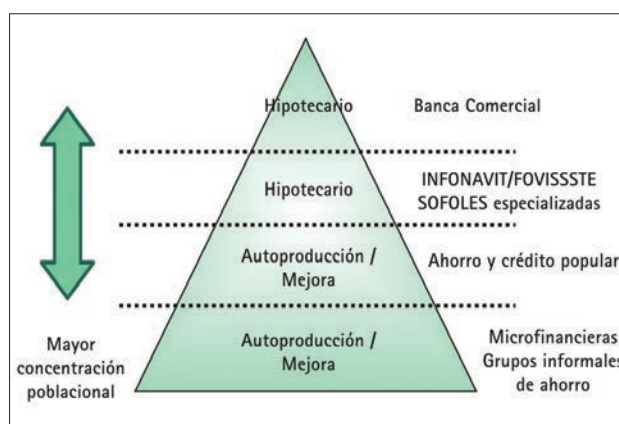 Hipotecario
Banca Comercial
Hipotecario
INFONAVIT/FOVISSSTE
SOFOLES especializadas
Autoproducción /
Mejora
Ahorro y crédito popular
Mayor
concentración
poblacional
Autoproducción /
Mejora
Microfinancieras
Grupos informales
de ahorro